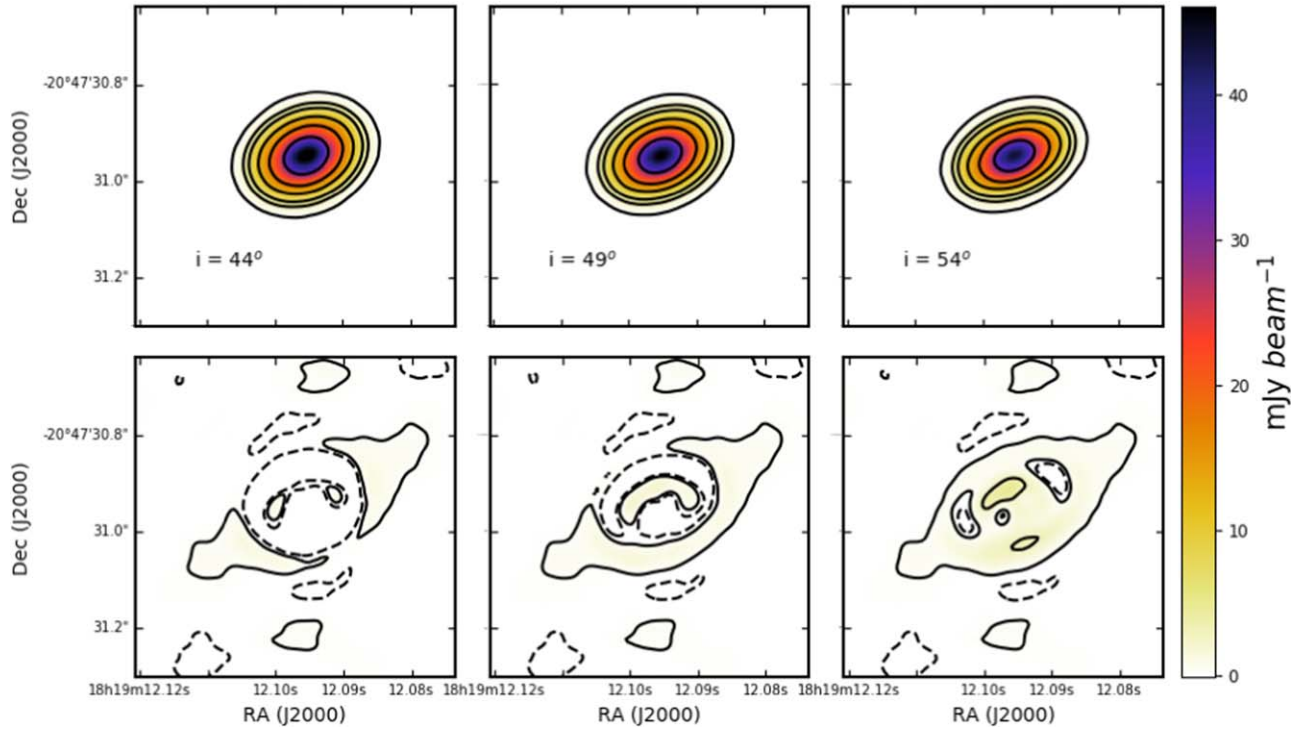 Dec (J2000)
-20°47'30.8"
31.0"
31.2"
i = 44°
i = 49°
i = 54°
40
30
20
10
0
mJy beam⁻¹
Dec (J2000)
-20°47'30.8"
31.0"
31.2"
18h19m12.12s 12.10s 12.09s 12.08s 18h19m12.12s 12.10s 12.09s 12.08s 18h19m12.12s 12.10s 12.09s 12.08s
RA (J2000) RA (J2000) RA (J2000)